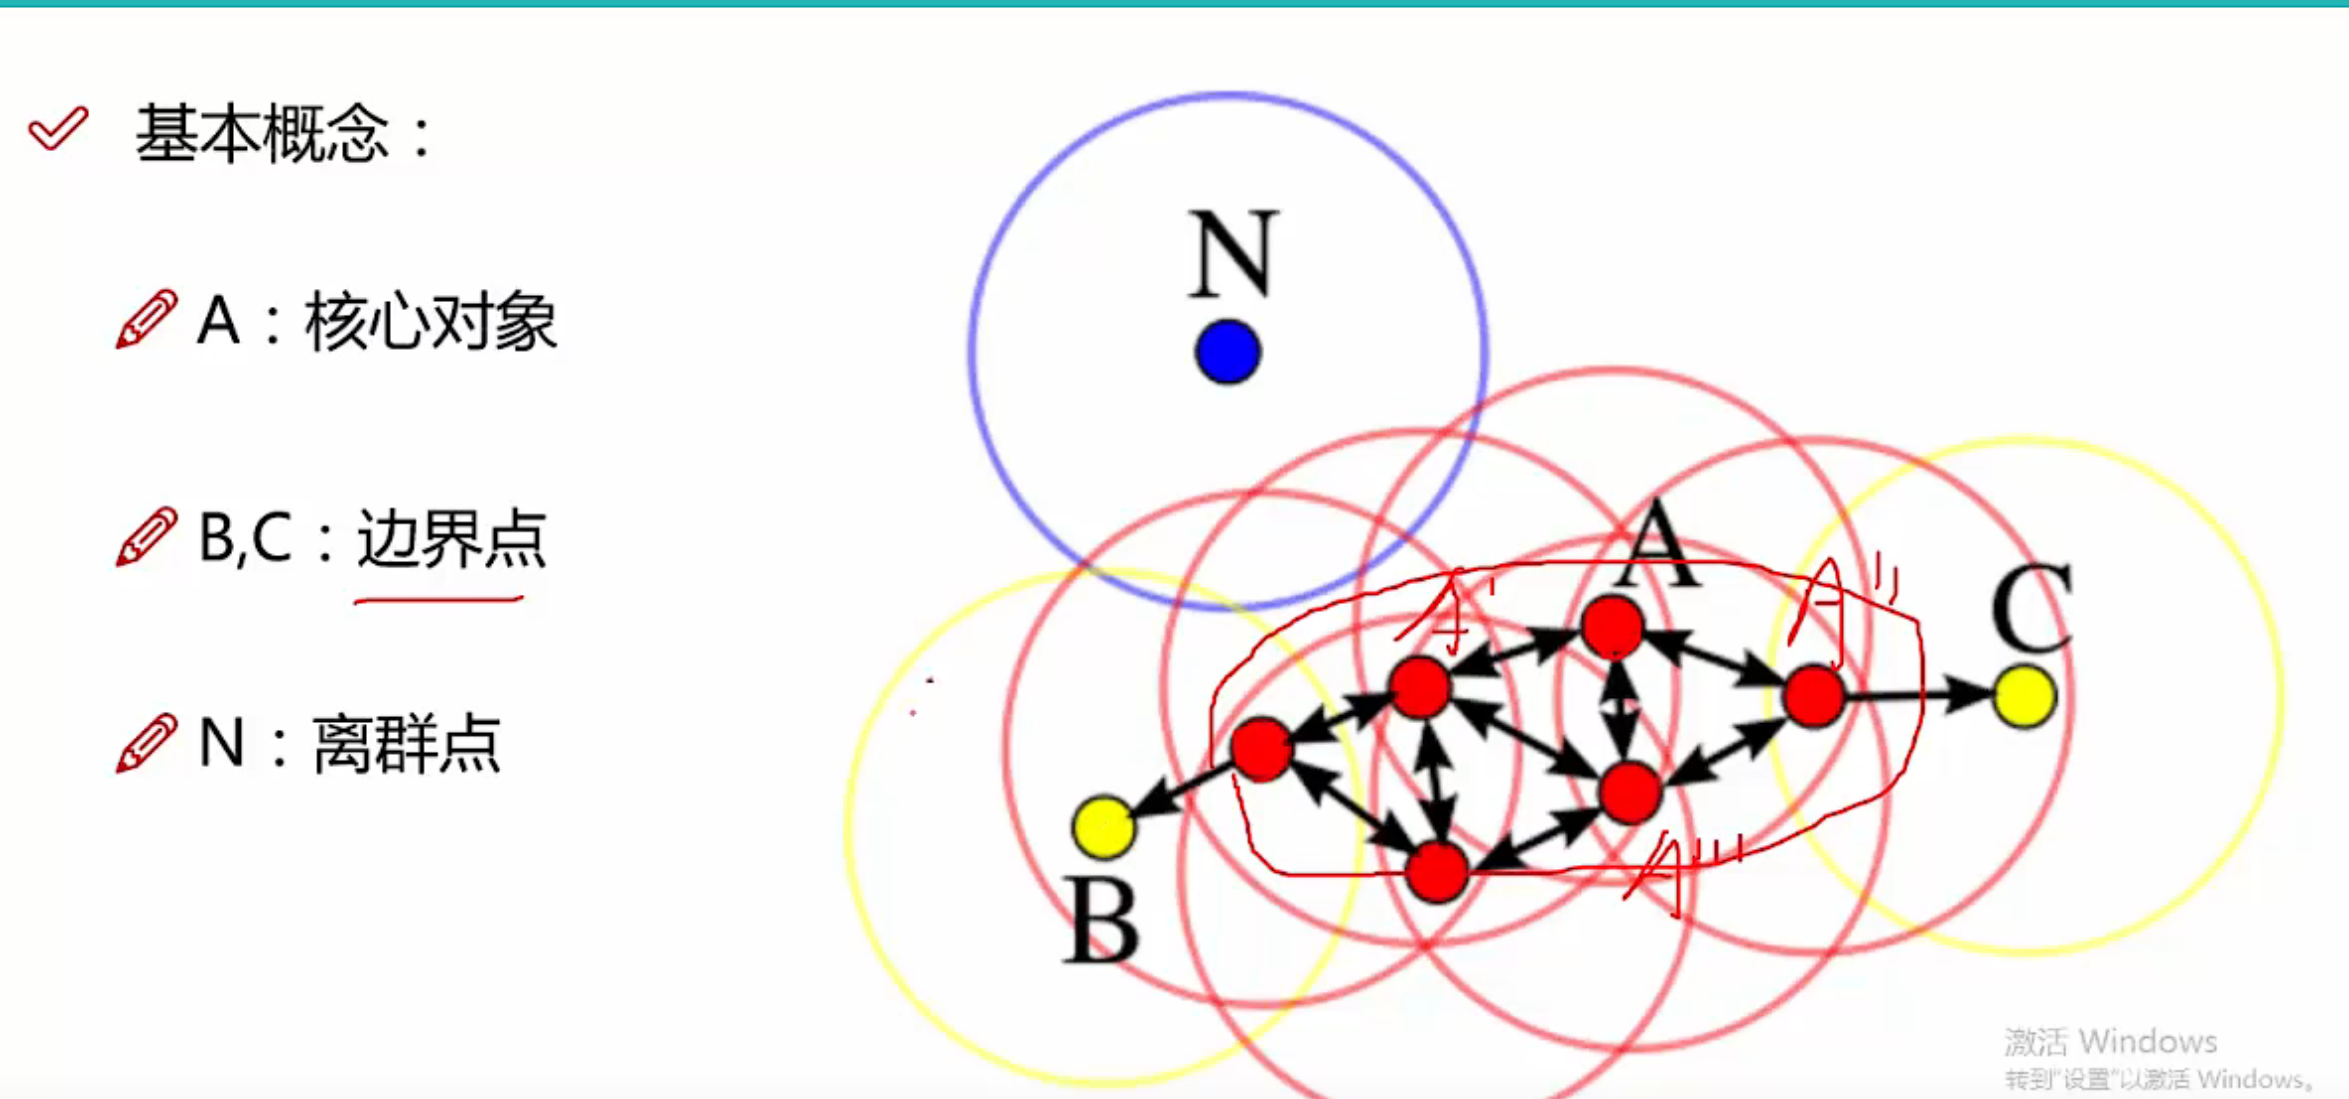 基本概念：
A：核心对象
B,C：边界点
N：离群点
N
A
A'
A''
C
B
A'''
激活 Windows
转到"设置"以激活 Windows。